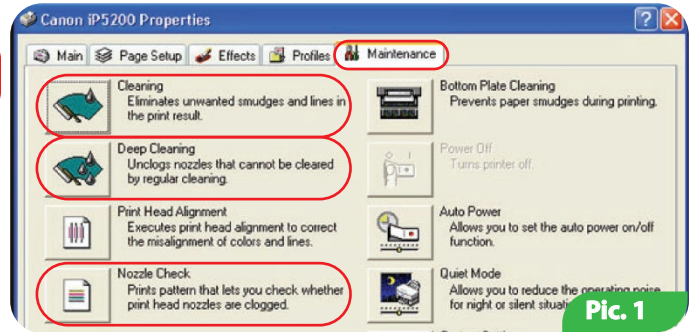 Canon iP5200 Properties
Main
Page Setup
Effects
Profiles
Maintenance
Cleaning
Eliminates unwanted smudges and lines in
the print result.
Bottom Plate Cleaning
Prevents paper smudges during printing.
Deep Cleaning
Unclogs nozzles that cannot be cleared
by regular cleaning.
Power Off
Turns printer off.
Print Head Alignment
Executes print head alignment to correct
the misalignment of colors and lines.
Auto Power
Allows you to set the auto power on/off
function.
Nozzle Check
Prints pattern that lets you check whether
print head nozzles are clogged.
Quiet Mode
Allows you to reduce the operating noise
for night or silent
Pic. 1